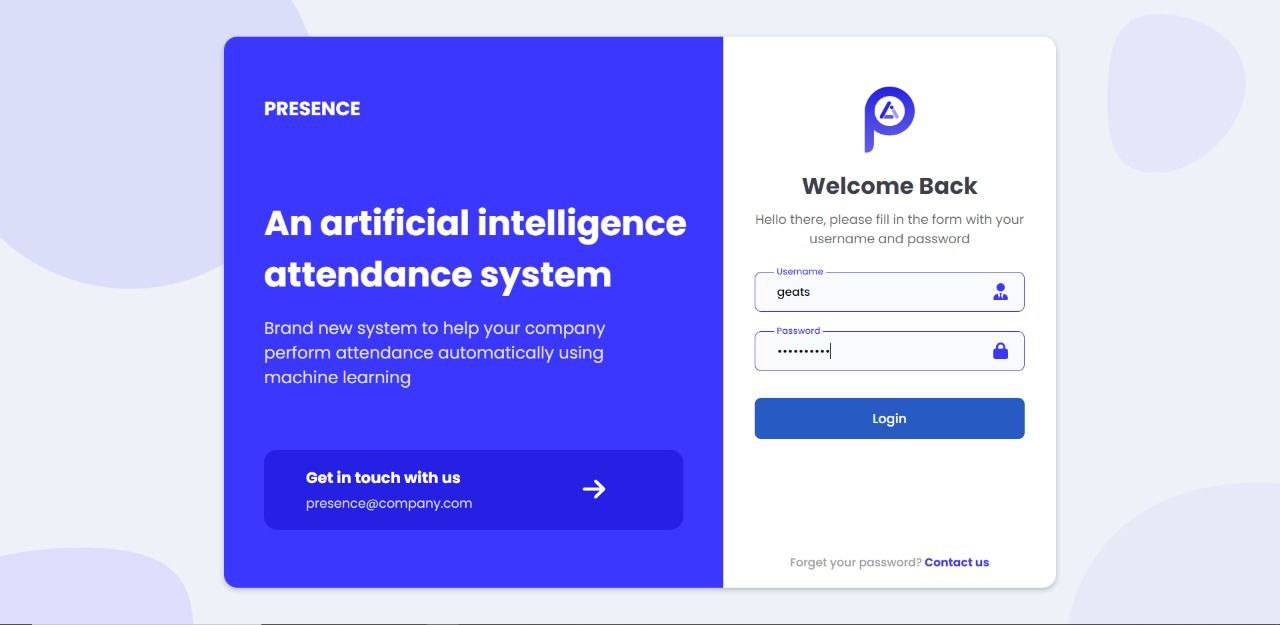 PRESENCE
An artificial intelligence
attendance system
Brand new system to help your company
perform attendance automatically using
machine learning
Get in touch with us
presence@company.com
Welcome Back
Hello there, please fill in the form with your
username and password
Username
geats
Password
••••••••••
Login
Forget your password? Contact us